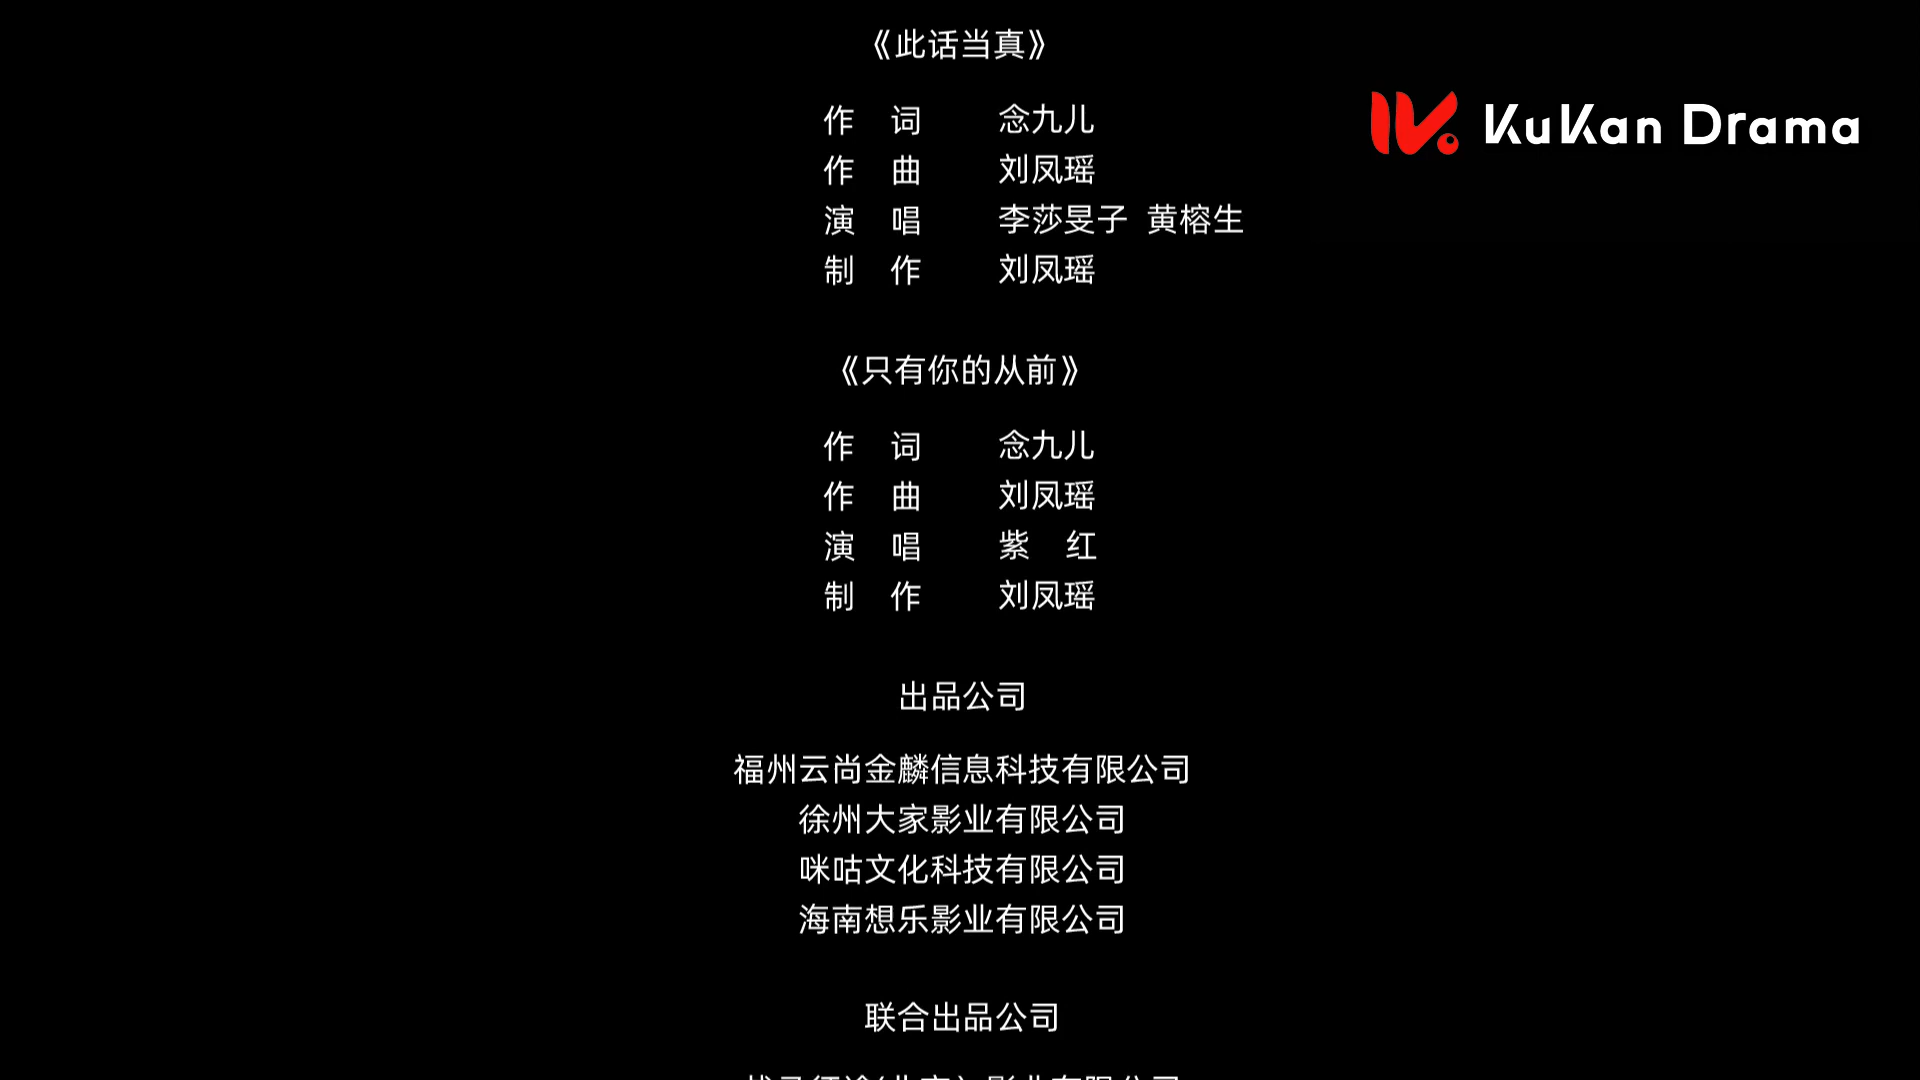 《此话当真》
KuKan Drama
作 词 念九儿
作 曲 刘凤瑶
演 唱 李莎旻子 黄榕生
制 作 刘凤瑶
《只有你的从前》
作 词 念九儿
作 曲 刘凤瑶
演 唱 紫 红
制 作 刘凤瑶
出品公司
福州云尚金麟信息科技有限公司
徐州大家影业有限公司
咪咕文化科技有限公司
海南想乐影业有限公司
联合出品公司